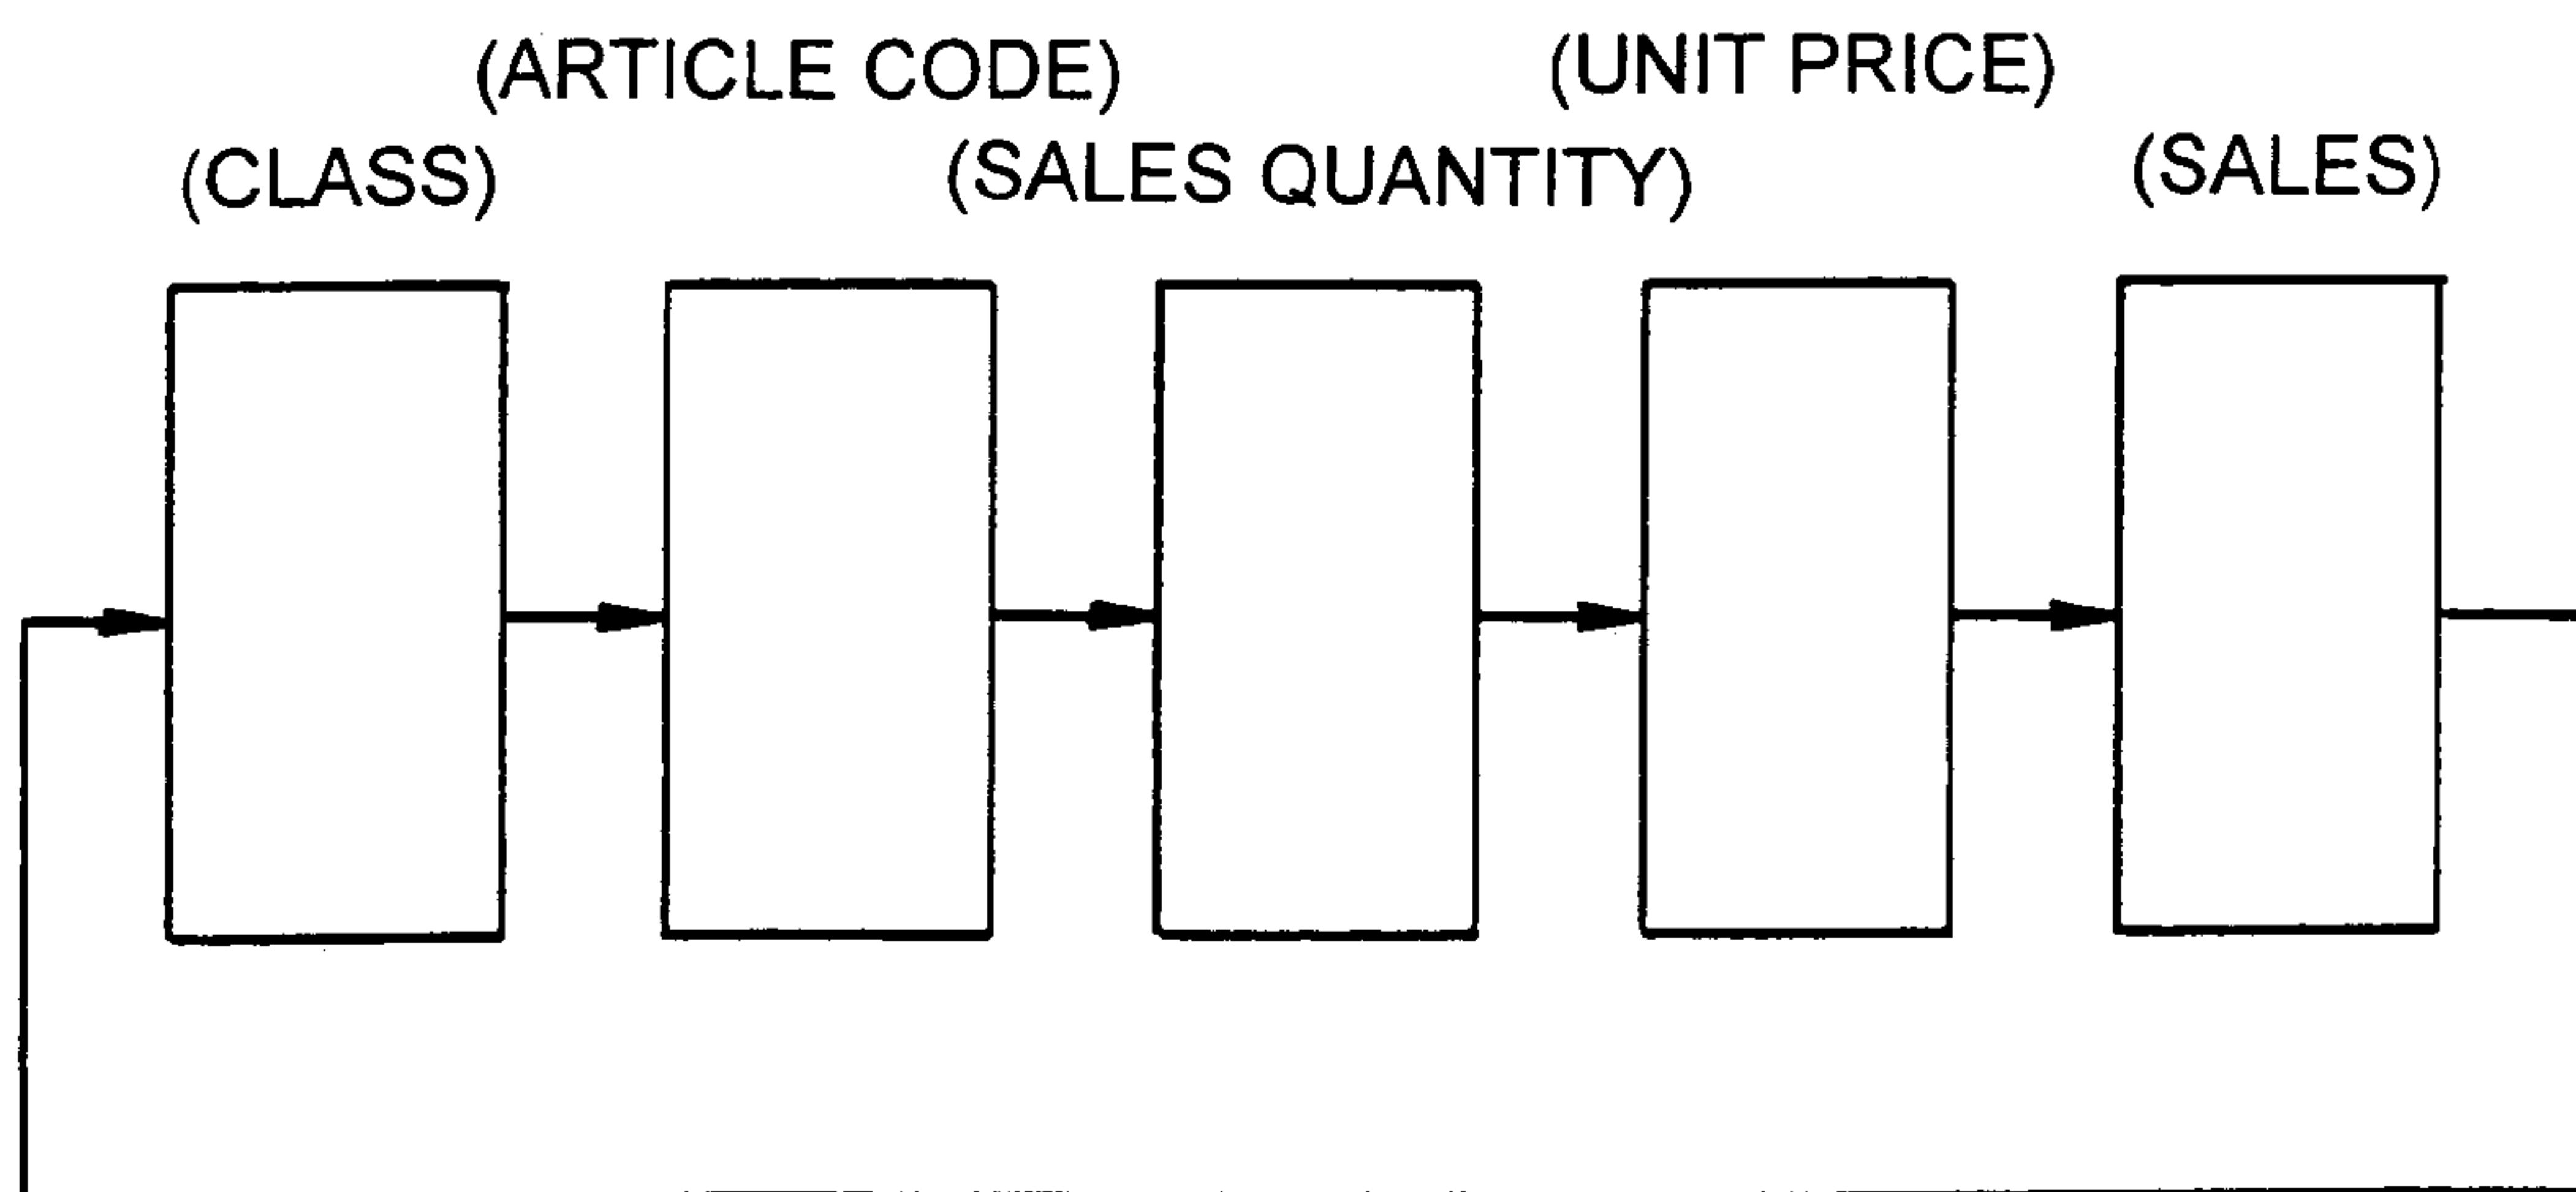 (ARTICLE CODE)
(UNIT PRICE)
(CLASS)
(SALES QUANTITY)
(SALES)